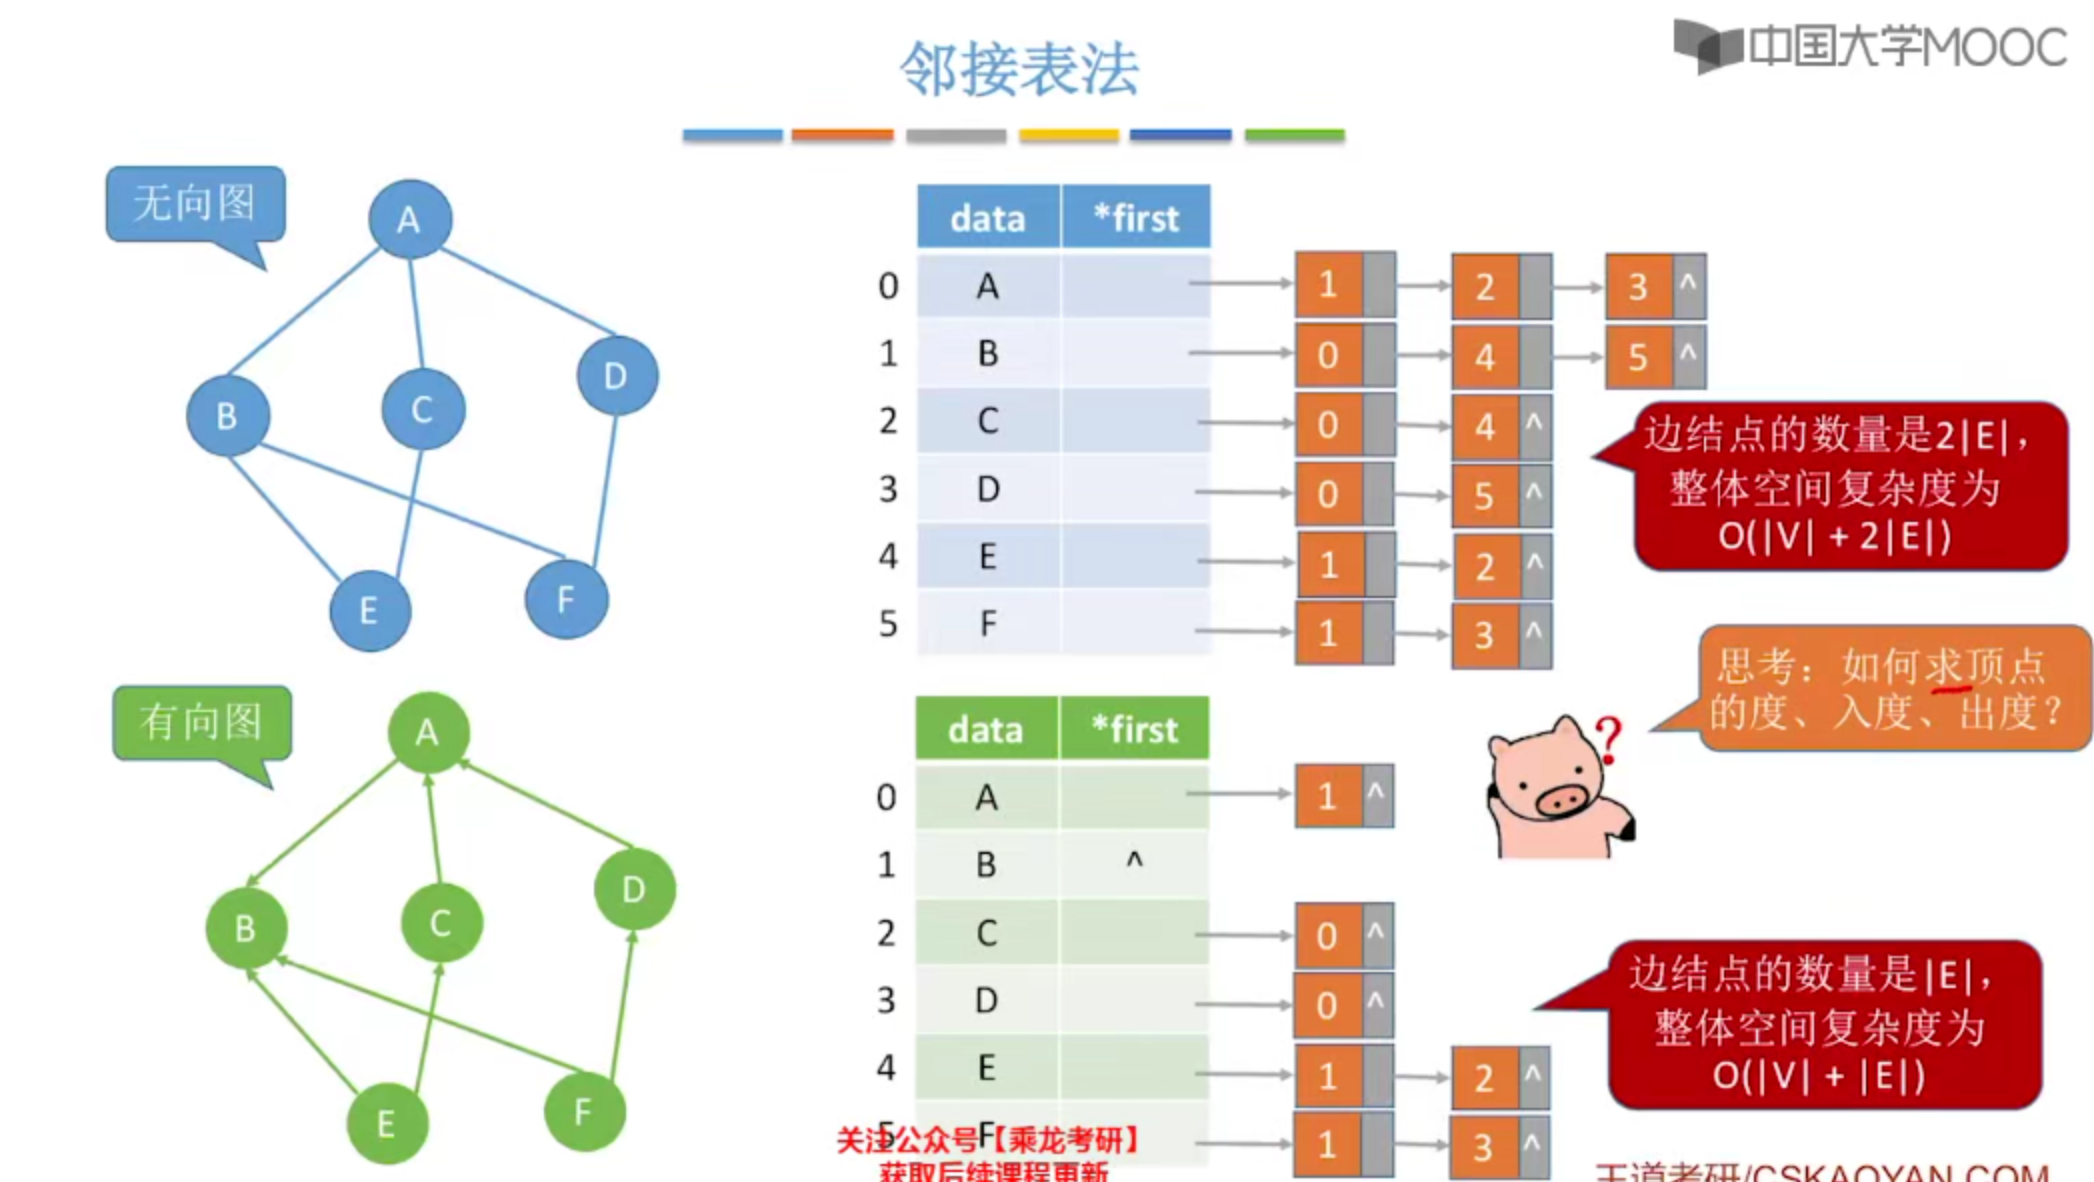 邻接表法
中国大学MOOC
无向图
A
B
C
D
E
F
data *first
0 A 1 2 3 ^
1 B 0 4 5 ^
2 C 0 4 ^
3 D 0 5 ^
4 E 1 2 ^
5 F 1 3 ^
边结点的数量是2|E|，
整体空间复杂度为
O(|V| + 2|E|)
思考：如何求顶点
的度、入度、出度？
?
有向图
A
B
C
D
E
F
data *first
0 A 1 ^
1 B ^
2 C 0 ^
3 D 0 ^
4 E 1 2 ^
5 F 1 3 ^
边结点的数量是|E|，
整体空间复杂度为
O(|V| + |E|)
关注公众号【乘龙考研】
获取后续课程更新
王道考研/CSKAOYAN.COM